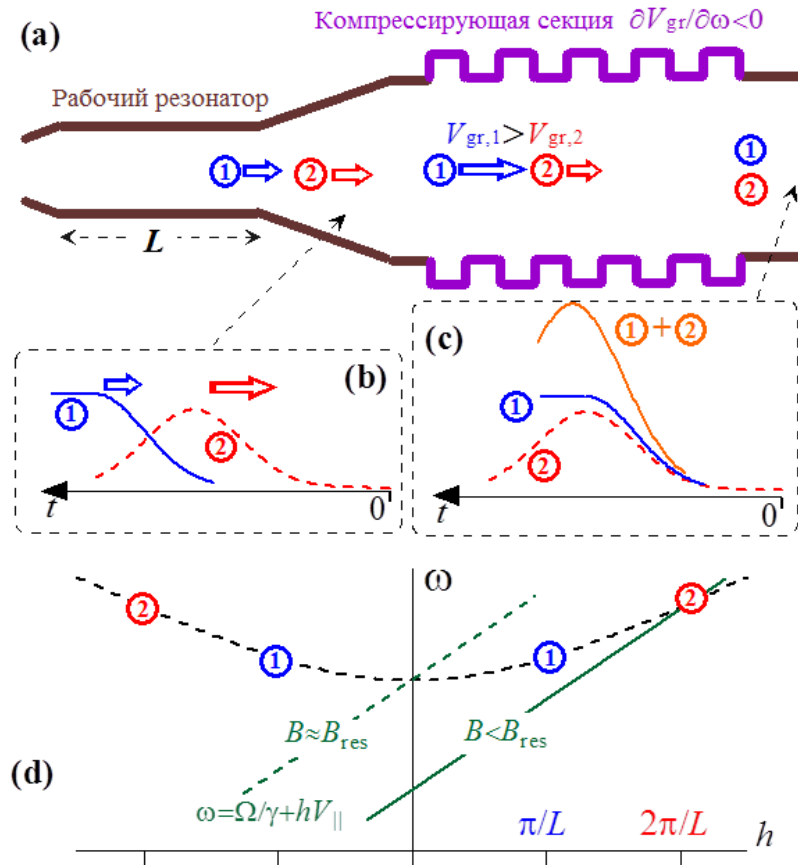 (a)
Компрессирующая секция ∂Vgr/∂ω<0
Рабочий резонатор
Vgr,1>Vgr,2
1
2
1
2
1
2
L
(b)
1
2
t
0
(c)
1+2
1
2
t
0
(d)
ω
2
1
1
2
B≈Bres
B<Bres
ω=Ω/γ+hV||
π/L
2π/L
h